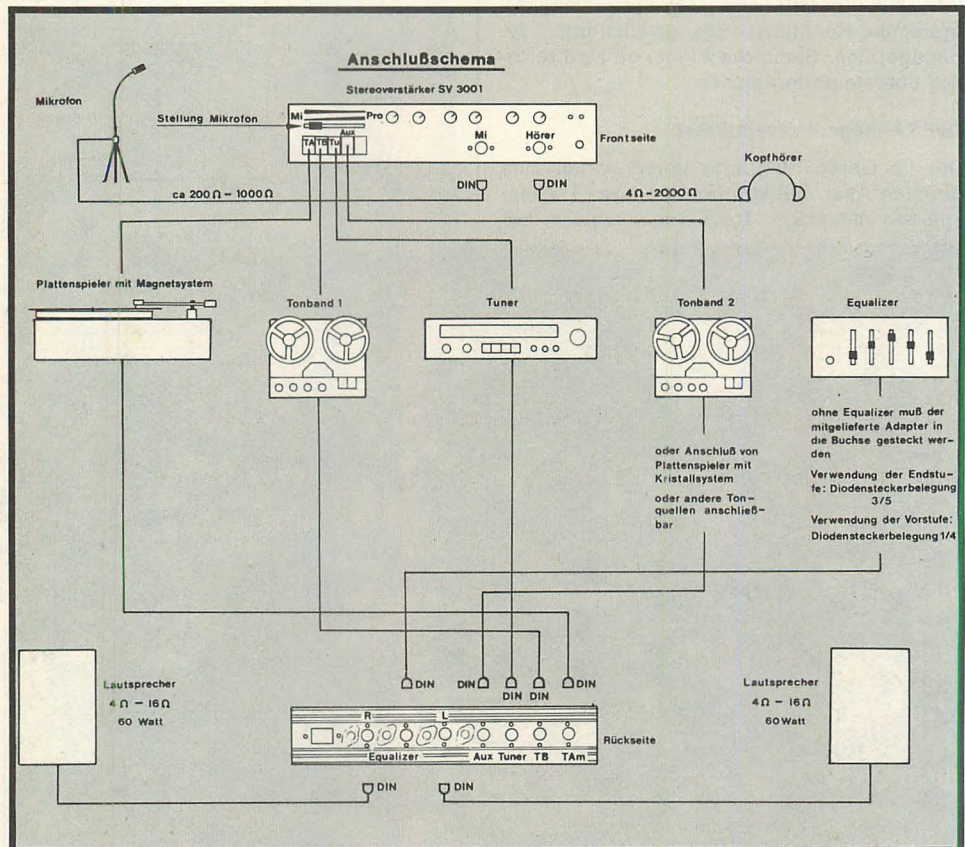 Anschlußschema
Stereoverstärker SV 3001
Mikrofon
Stellung Mikrofon
Mi
Pro
TA TB Tu Aux
Mi
Hörer
Frontseite
Kopfhörer
ca 200 Ω – 1000 Ω
DIN
DIN
4 Ω – 2000 Ω
Plattenspieler mit Magnetsystem
Tonband 1
Tuner
Tonband 2
Equalizer
oder Anschluß von
Plattenspieler mit
Kristallsystem
oder andere Ton-
quellen anschließ-
bar
ohne Equalizer muß der
mitgelieferte Adapter in
die Buchse gesteckt wer-
den
Verwendung der Endstu-
fe: Diodensteckerbelegung
3/5
Verwendung der Vorstufe:
Diodensteckerbelegung 1/4
Lautsprecher
4 Ω – 16 Ω
60 Watt
DIN
DIN
DIN
DIN
DIN
Lautsprecher
4 Ω – 16 Ω
60 Watt
R
L
Rückseite
Equalizer Aux Tuner TB TAm
DIN
DIN